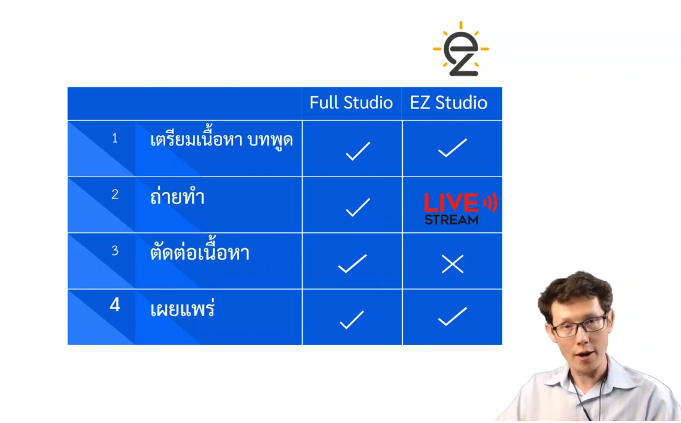 ez
Full Studio EZ Studio
1 เตรียมเนื้อหา บทพูด
2 ถ่ายทำ LIVE
STREAM
3 ตัดต่อเนื้อหา
4 เผยแพร่